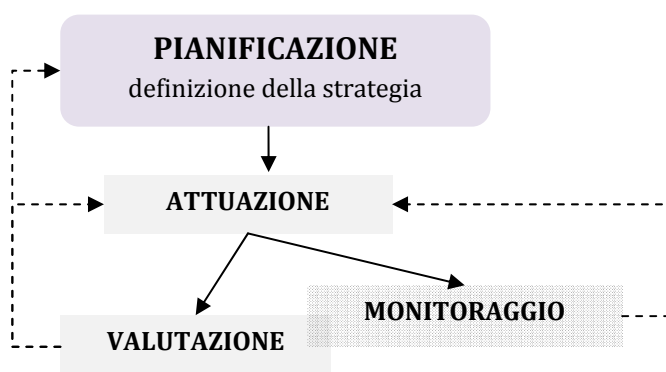 PIANIFICAZIONE
definizione della strategia
ATTUAZIONE
MONITORAGGIO
VALUTAZIONE